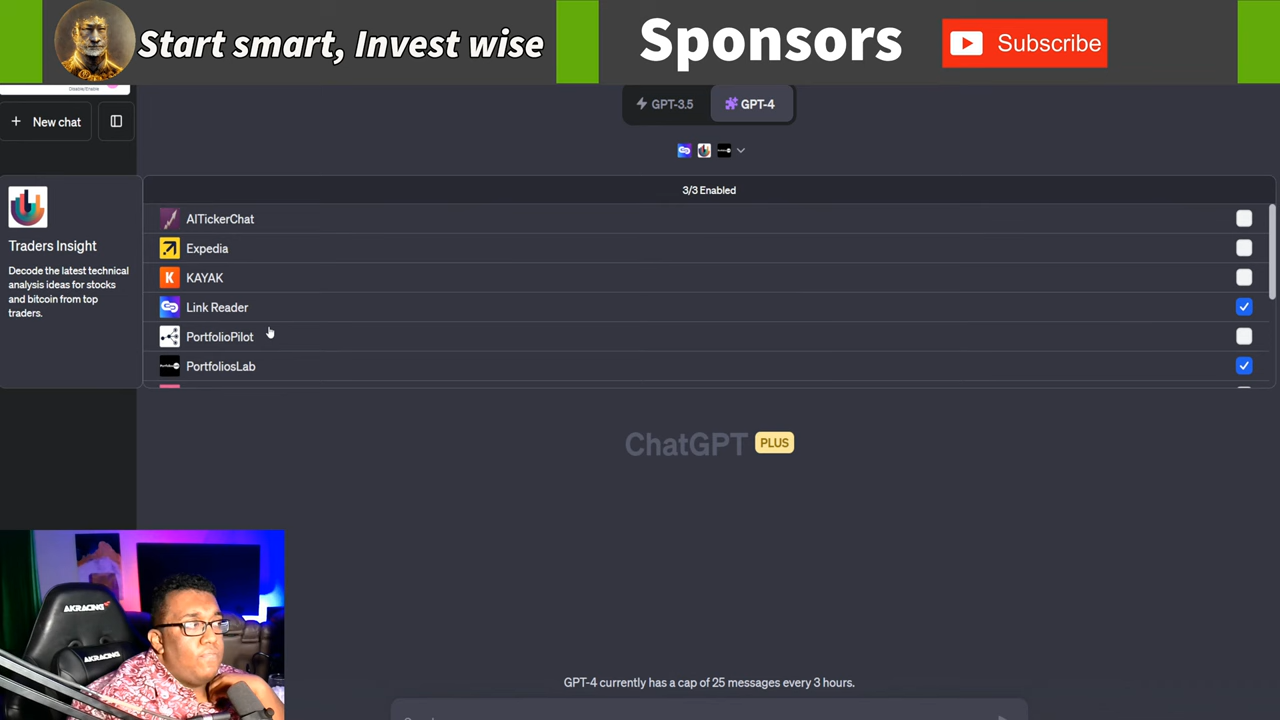 Start smart, Invest wise
Sponsors
Subscribe
Disable/Enable
New chat
GPT-3.5
GPT-4
3/3 Enabled
Traders Insight
Decode the latest technical
analysis ideas for stocks
and bitcoin from top
traders.
AITickerChat
Expedia
KAYAK
Link Reader
PortfolioPilot
PortfoliosLab
ChatGPT PLUS
AKRACING
AKRACING
GPT-4 currently has a cap of 25 messages every 3 hours.